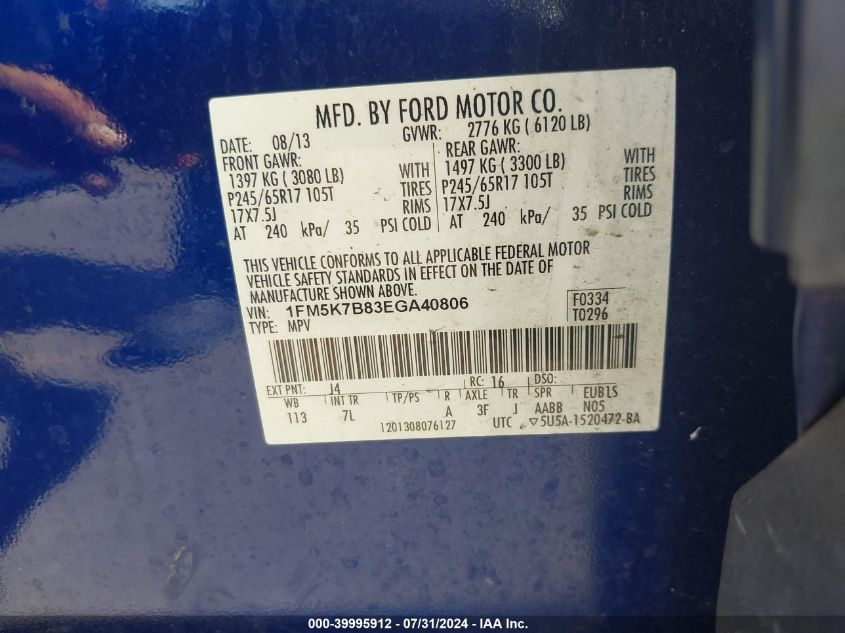 MFD. BY FORD MOTOR CO.
DATE: 08/13 GVWR: 2776 KG ( 6120 LB)
FRONT GAWR: REAR GAWR:
1397 KG ( 3080 LB) WITH 1497 KG ( 3300 LB) WITH
P245/65R17 105T TIRES P245/65R17 105T TIRES
17X7.5J RIMS 17X7.5J RIMS
AT 240 kPa/ 35 PSI COLD AT 240 kPa/ 35 PSI COLD
THIS VEHICLE CONFORMS TO ALL APPLICABLE FEDERAL MOTOR
VEHICLE SAFETY STANDARDS IN EFFECT ON THE DATE OF
MANUFACTURE SHOWN ABOVE.
VIN: 1FM5K7B83EGA40806 F0334
TYPE: MPV T0296
EXT PNT: J4 RC: 16 DSO:
WB INT TR TP/PS R AXLE TR SPR EUB1S
113 7L A 3F J AABB N05
1201308076127 UTC ▽5U5A-1520472-BA
000-39995912 - 07/31/2024 - IAA Inc.